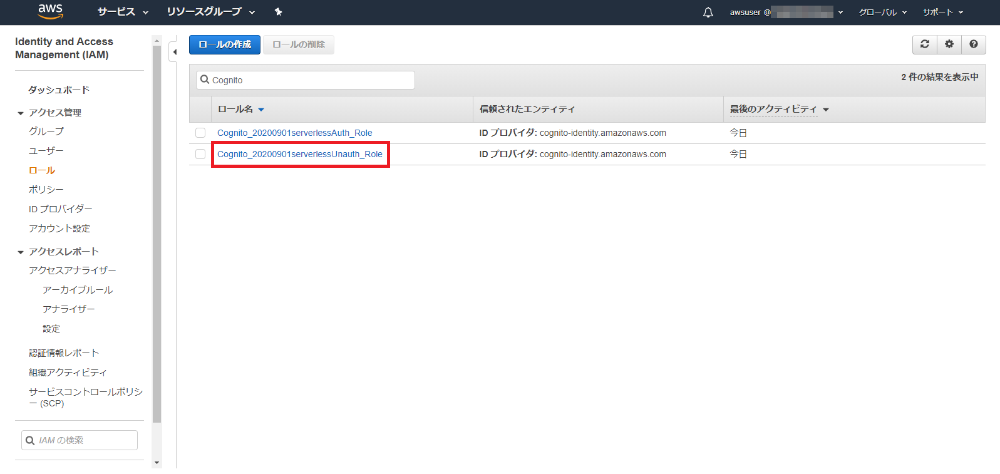 aws サービス リソースグループ awsuser @ グローバル サポート
Identity and Access
Management (IAM)
ダッシュボード
アクセス管理
グループ
ユーザー
ロール
ポリシー
ID プロバイダー
アカウント設定
アクセスレポート
アクセスアナライザー
アーカイブルール
アナライザー
設定
認証情報レポート
組織アクティビティ
サービスコントロールポリシ
ー (SCP)
IAM の検索
ロールの作成 ロールの削除
Cognito
2 件の結果を表示中
ロール名 信頼されたエンティティ 最後のアクティビティ
Cognito_20200901serverlessAuth_Role ID プロバイダ: cognito-identity.amazonaws.com 今日
Cognito_20200901serverlessUnauth_Role ID プロバイダ: cognito-identity.amazonaws.com 今日